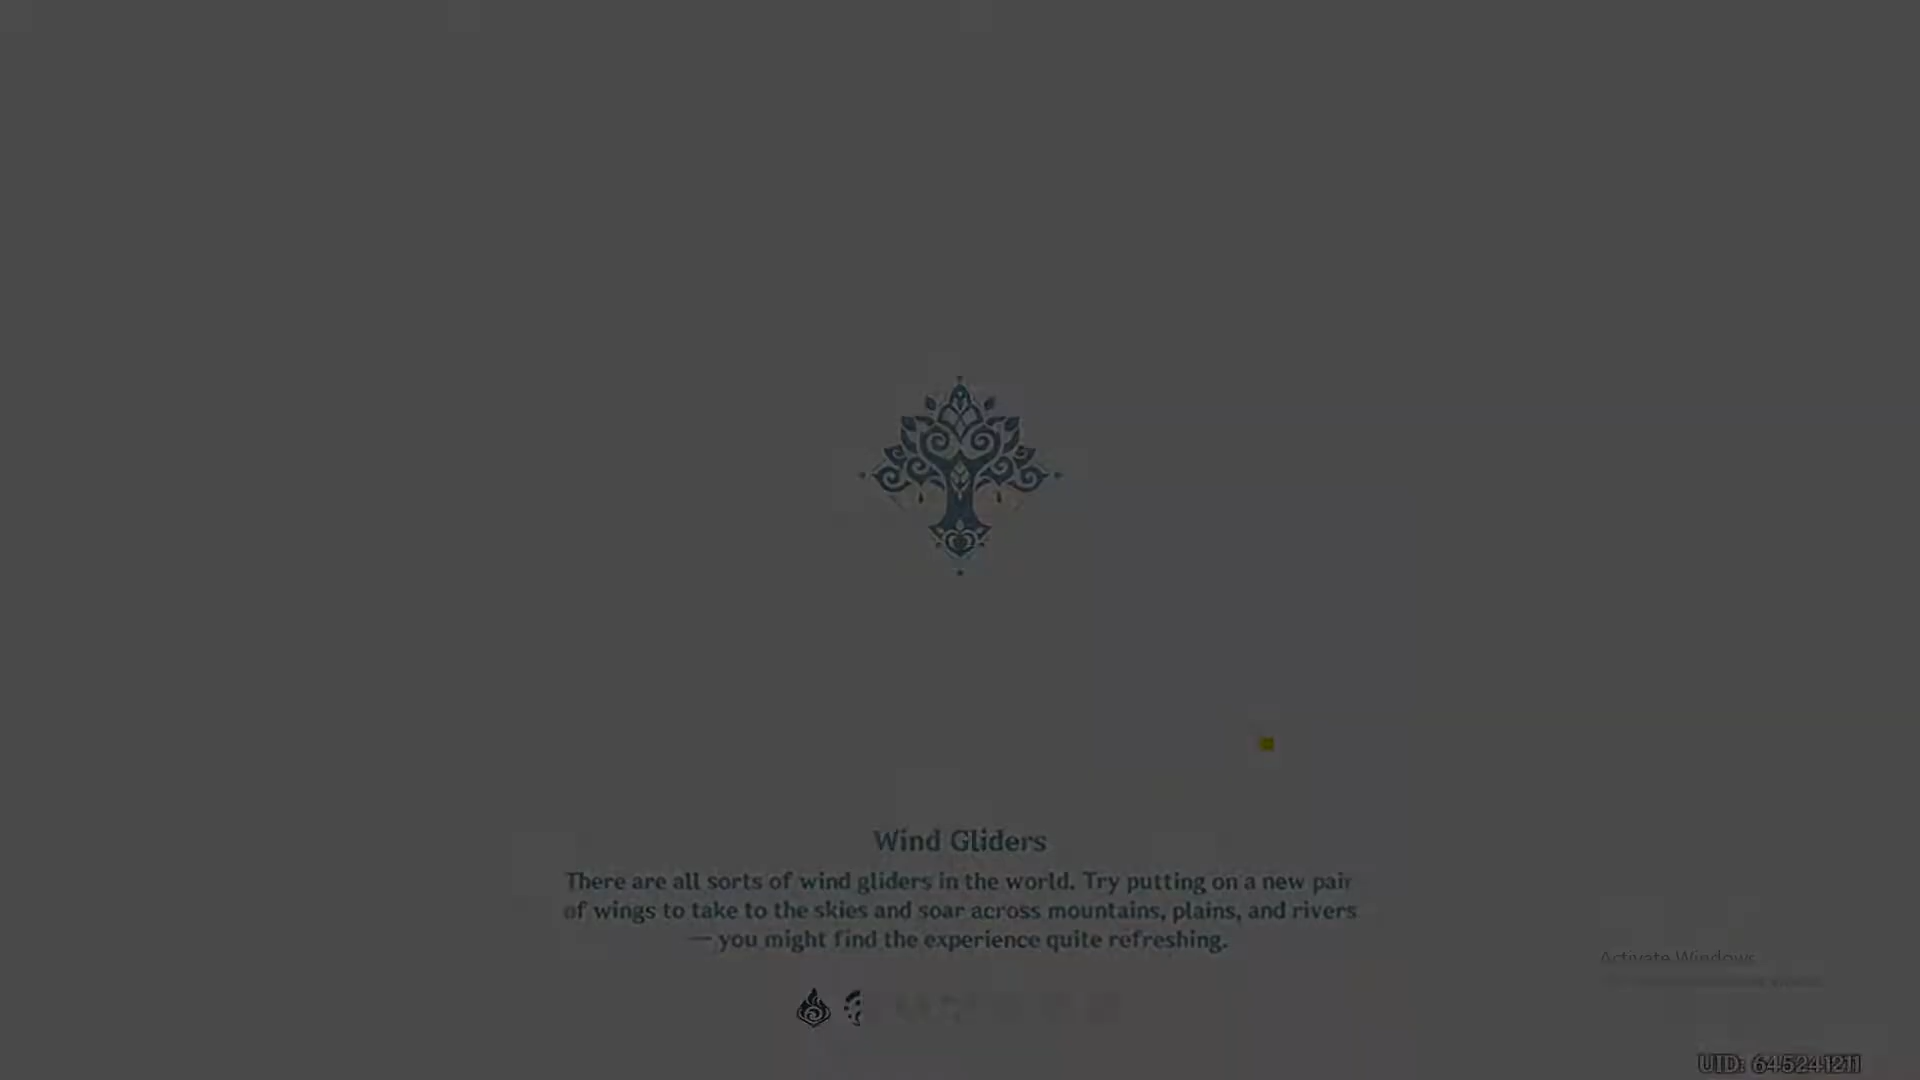 Wind Gliders
There are all sorts of wind gliders in the world. Try putting on a new pair
of wings to take to the skies and soar across mountains, plains, and rivers
— you might find the experience quite refreshing.
Activate Windows
UID: 645241211